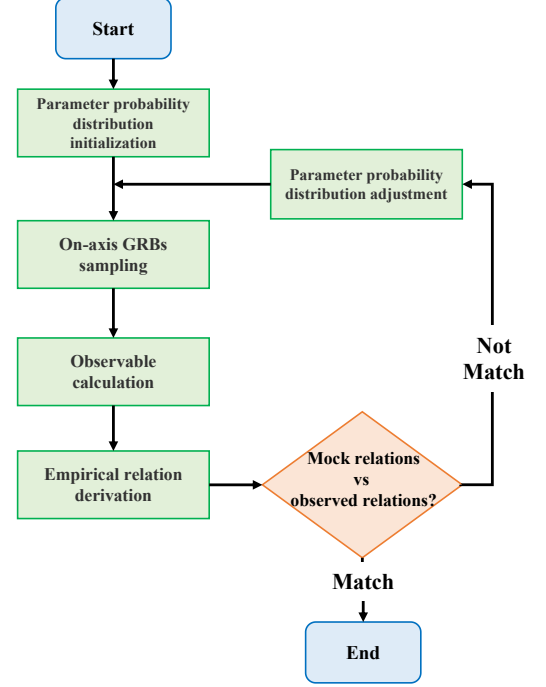 Start
Parameter probability
distribution
initialization
Parameter probability
distribution adjustment
On-axis GRBs
sampling
Observable
calculation
Not
Match
Empirical relation
derivation
Mock relations
vs
observed relations?
Match
End